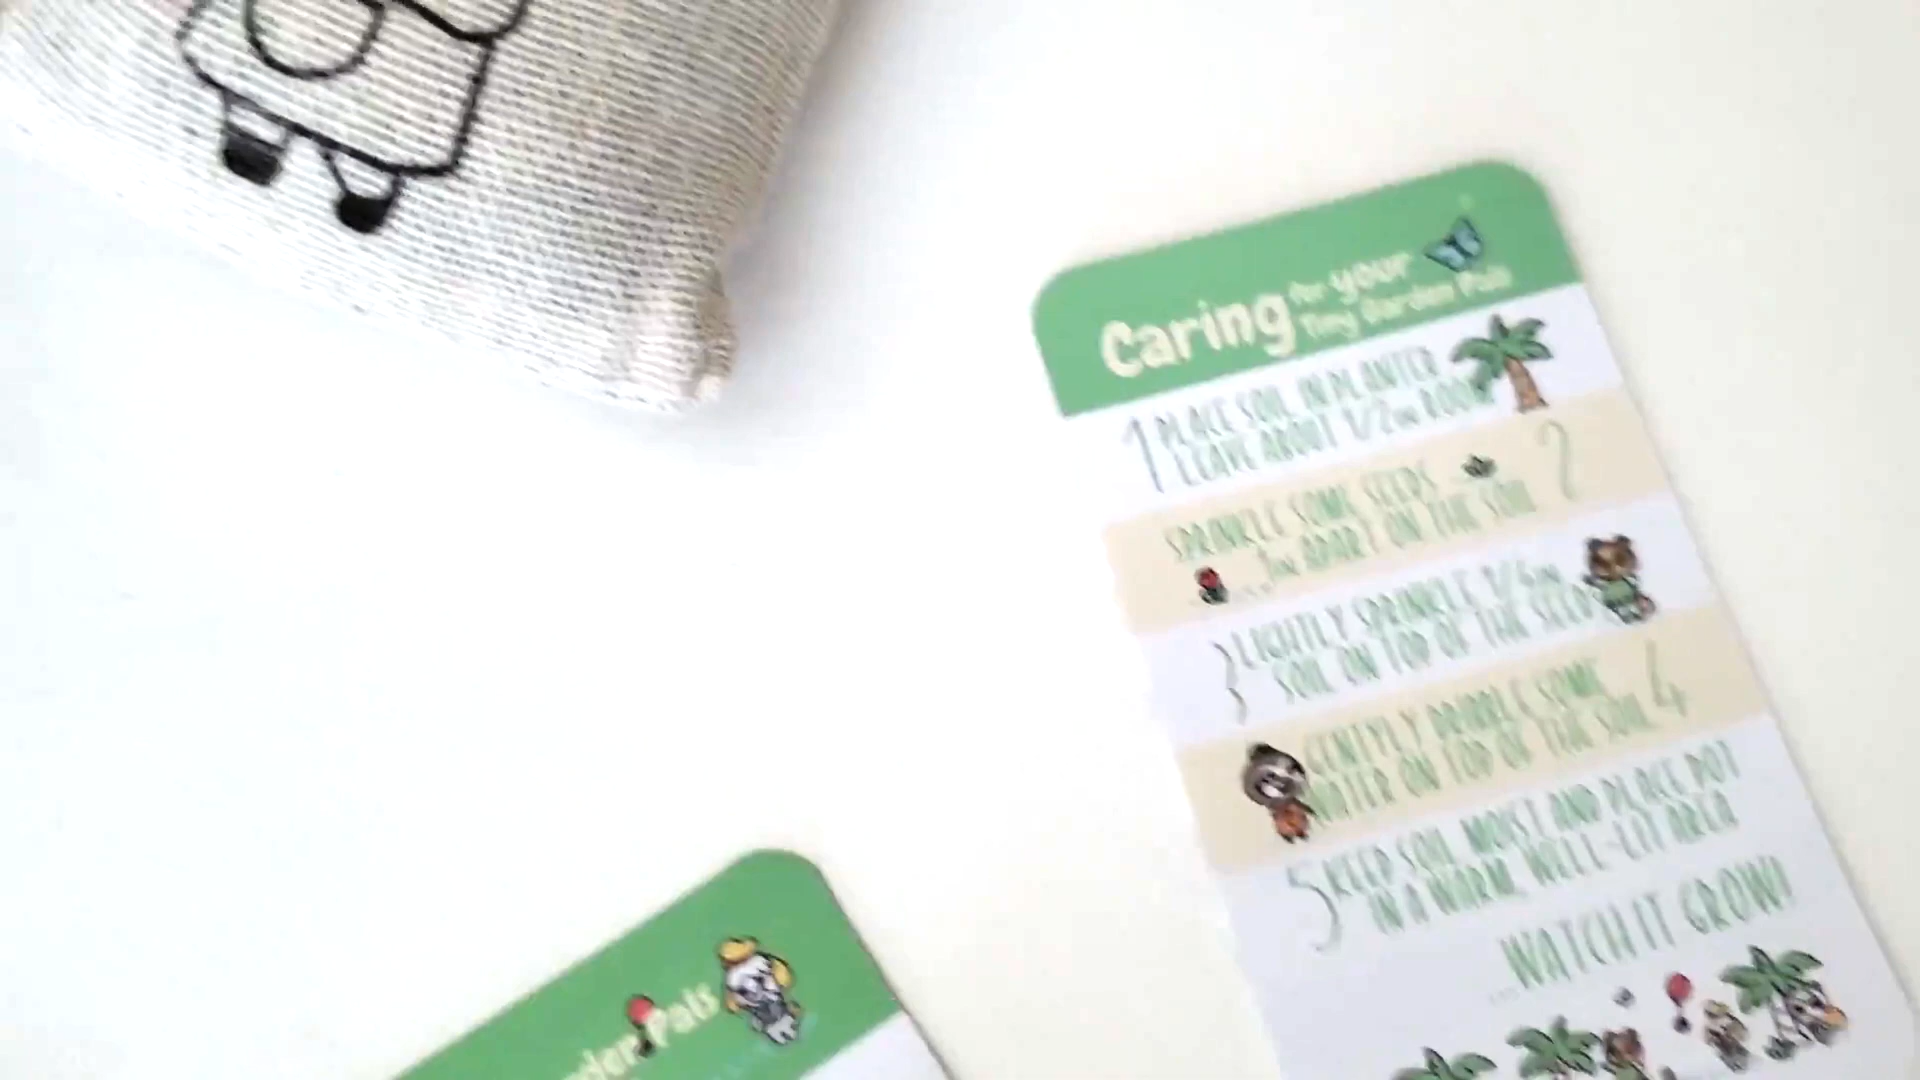 Caring for your
Tiny Garden Pals
1 PLACE SOIL IN PLANTER
LEAVE ABOUT 1/2IN ROOM
SPRINKLE SOME SEEDS 2
1IN APART ON THE SOIL
3 LIGHTLY SPRINKLE 1/4IN
SOIL ON TOP OF THE SEED
GENTLY DRIBBLE SOME 4
WATER ON TOP OF THE SOIL
5 KEEP SOIL MOIST AND PLACE POT
IN A WARM, WELL-LIT AREA
...WATCH IT GROW!
Pals